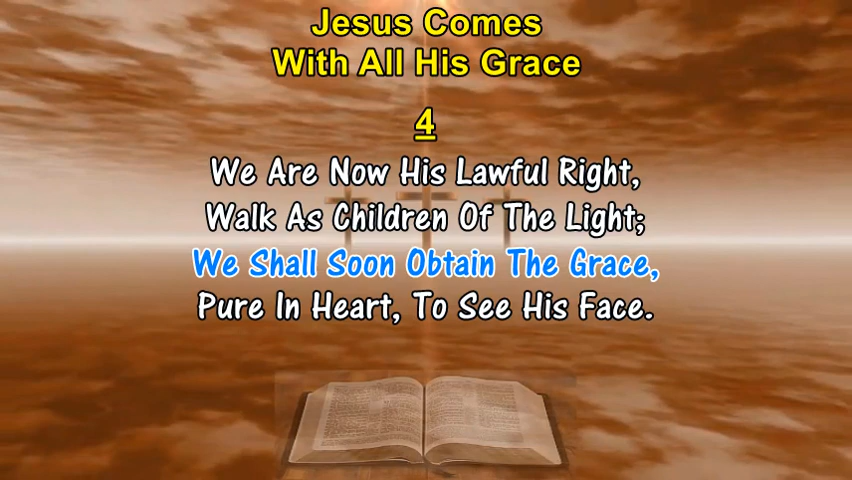 Jesus Comes
With All His Grace
4
We Are Now His Lawful Right,
Walk As Children Of The Light;
We Shall Soon Obtain The Grace,
Pure In Heart, To See His Face.